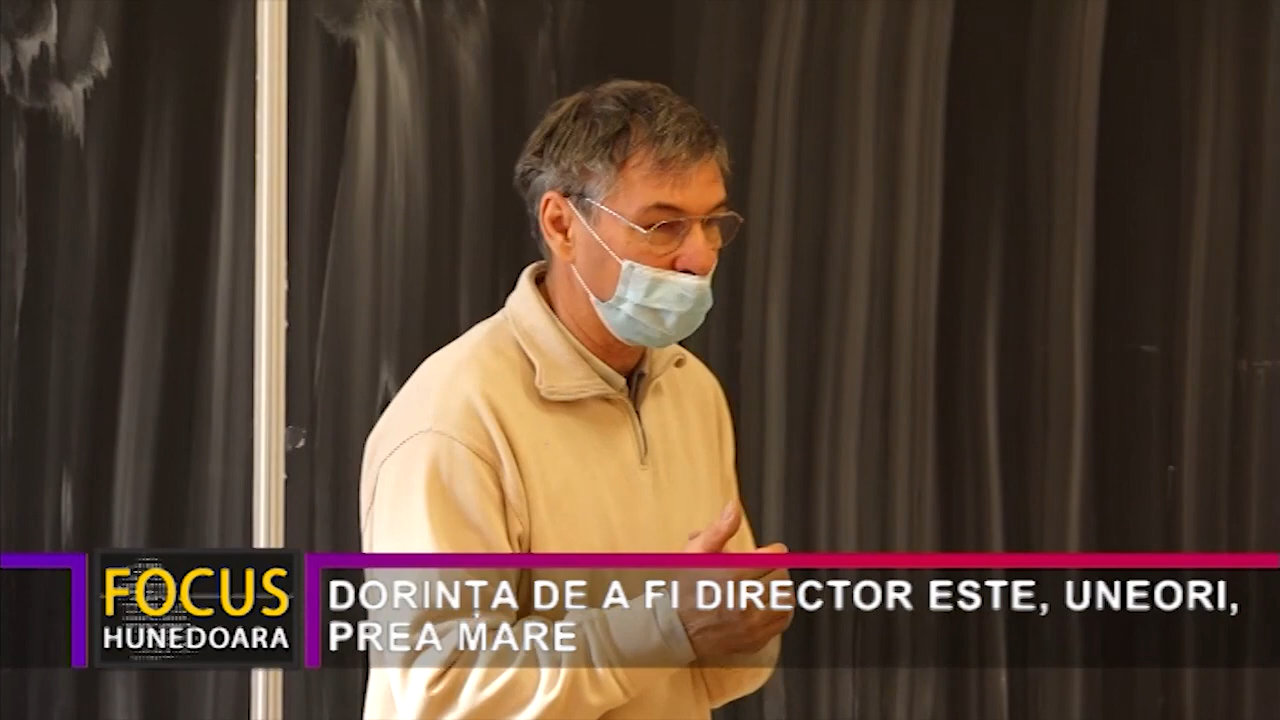 FOCUS
HUNEDOARA
DORINȚA DE A FI DIRECTOR ESTE, UNEORI,
PREA MARE